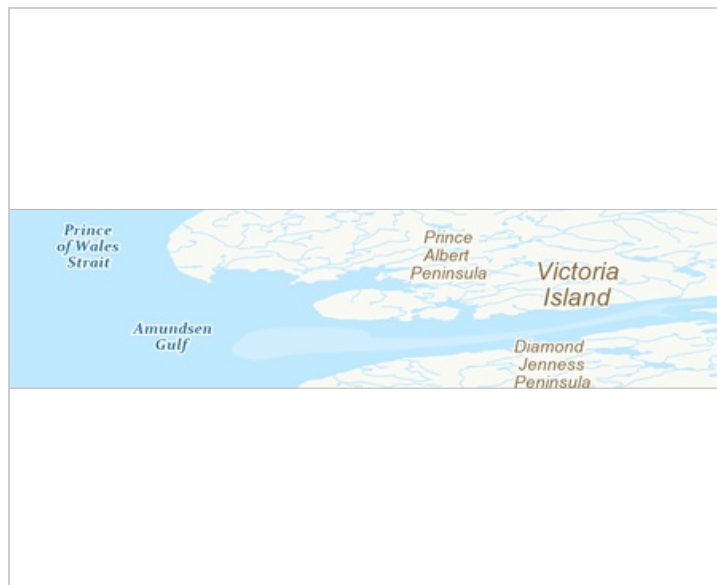 Prince
of Wales
Strait
Prince
Albert
Peninsula
Victoria
Island
Amundsen
Gulf
Diamond
Jenness
Peninsula